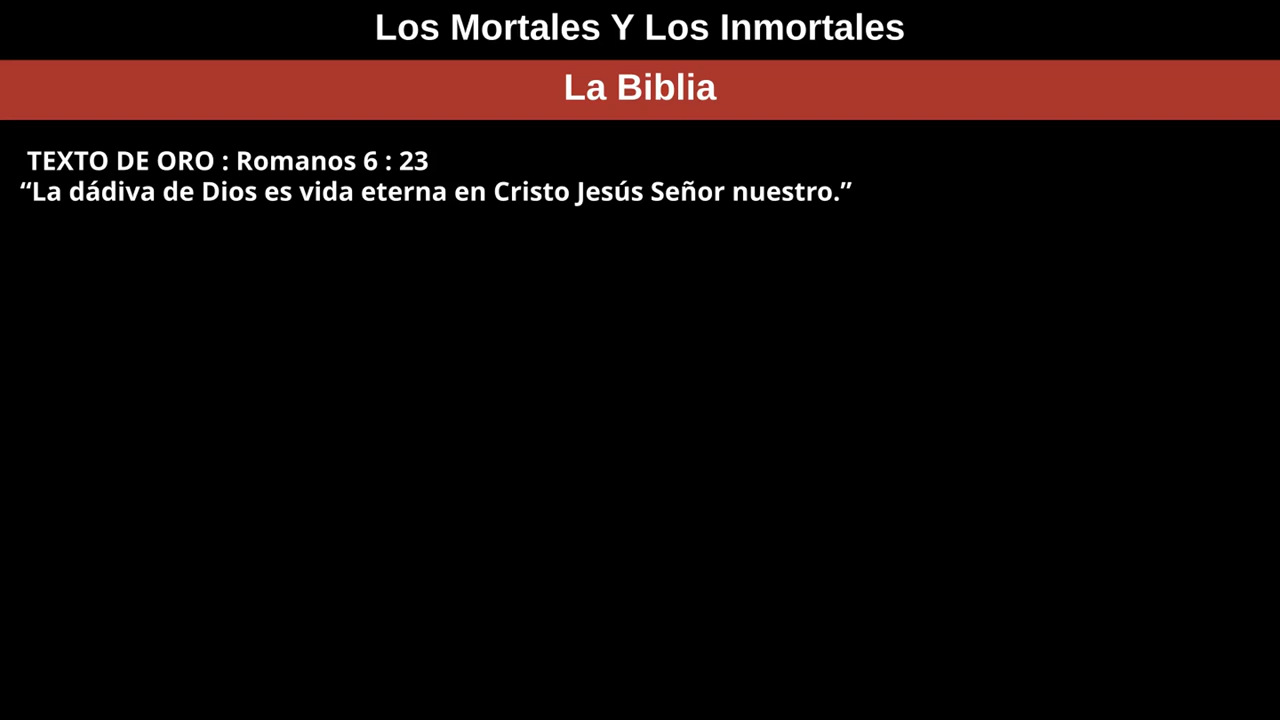 Los Mortales Y Los Inmortales
La Biblia
TEXTO DE ORO : Romanos 6 : 23
“La dádiva de Dios es vida eterna en Cristo Jesús Señor nuestro.”